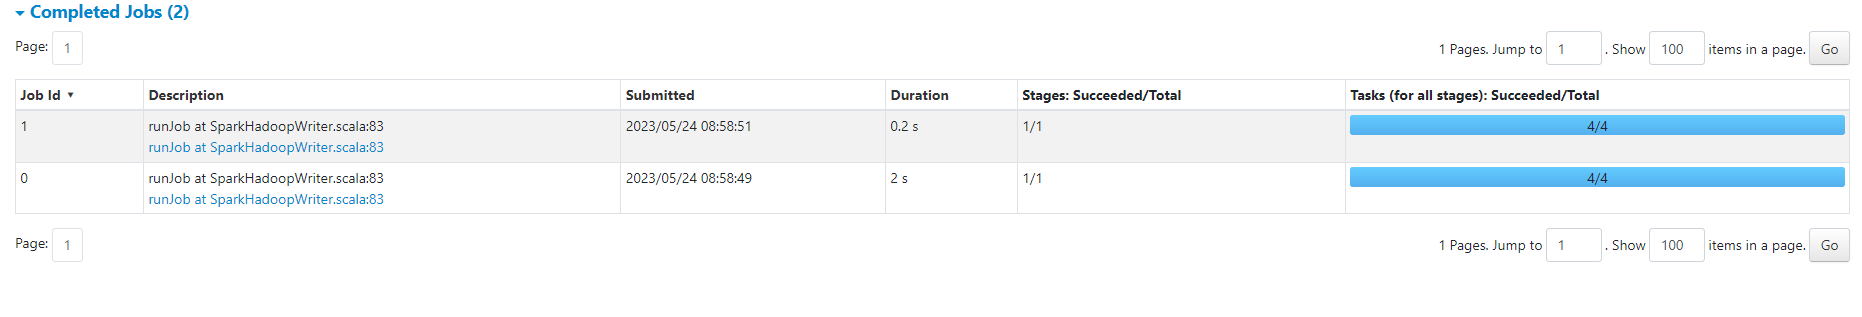 Completed Jobs (2)
Page: 1
1 Pages. Jump to 1 . Show 100 items in a page. Go
Job Id ▾ Description Submitted Duration Stages: Succeeded/Total Tasks (for all stages): Succeeded/Total
1 runJob at SparkHadoopWriter.scala:83 2023/05/24 08:58:51 0.2 s 1/1 4/4
runJob at SparkHadoopWriter.scala:83
0 runJob at SparkHadoopWriter.scala:83 2023/05/24 08:58:49 2 s 1/1 4/4
runJob at SparkHadoopWriter.scala:83
Page: 1
1 Pages. Jump to 1 . Show 100 items in a page. Go